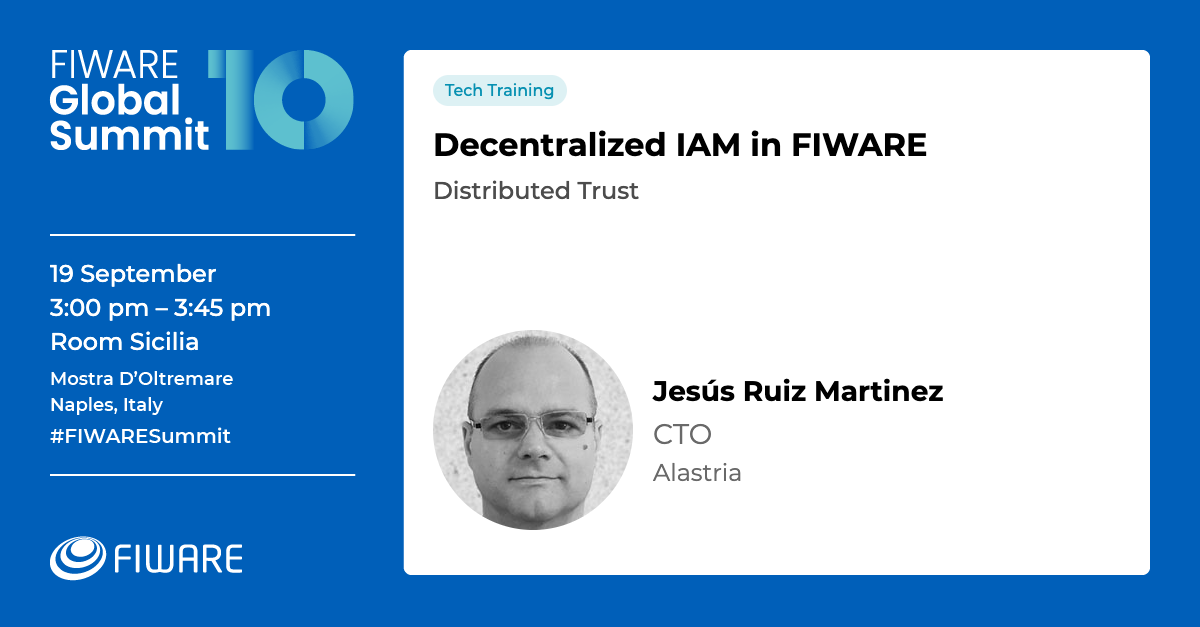 FIWARE
Global
Summit
10
19 September
3:00 pm – 3:45 pm
Room Sicilia
Mostra D’Oltremare
Naples, Italy
#FIWARESummit
FIWARE
Tech Training
Decentralized IAM in FIWARE
Distributed Trust
Jesús Ruiz Martinez
CTO
Alastria